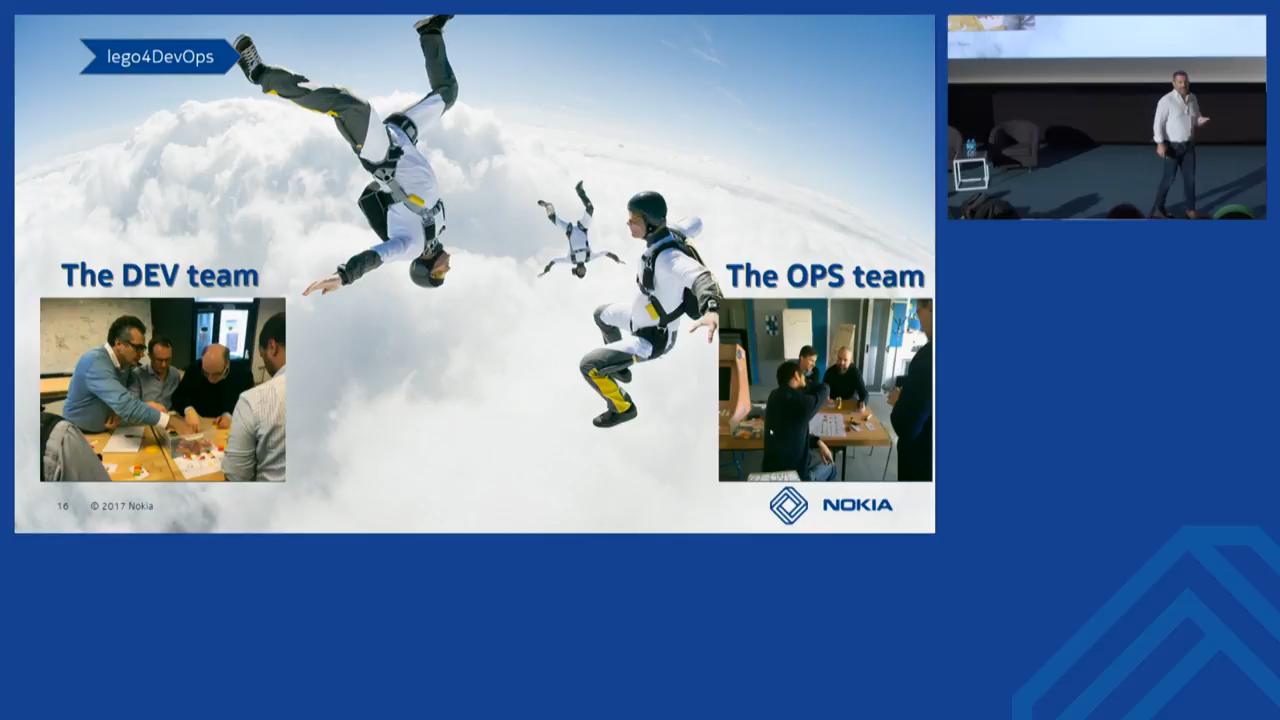 lego4DevOps
The DEV team
The OPS team
16 © 2017 Nokia
NOKIA